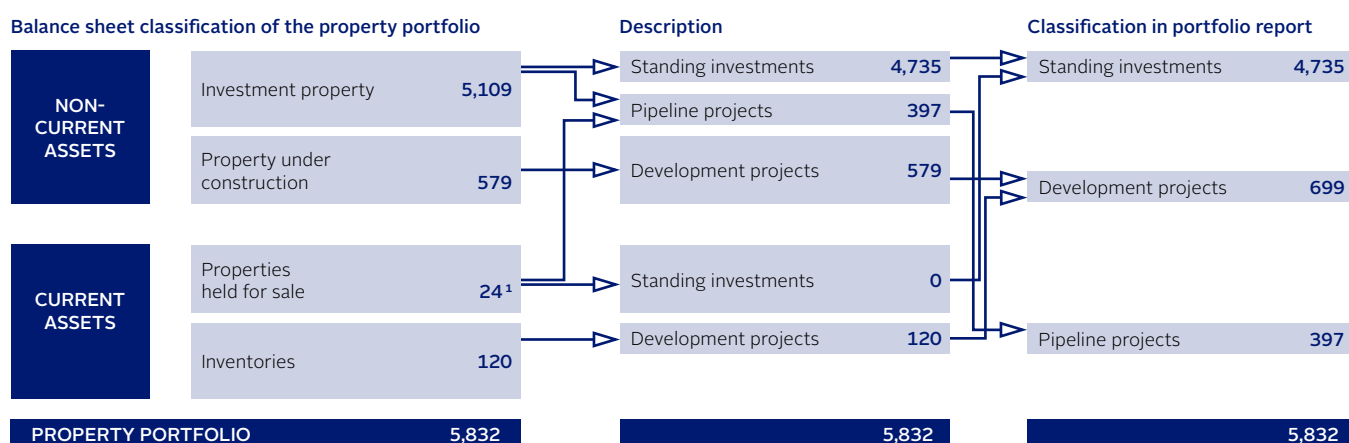 Balance sheet classification of the property portfolio
Description
Classification in portfolio report
NON-
CURRENT
ASSETS
Investment property 5,109
Standing investments 4,735
Standing investments 4,735
Pipeline projects 397
Property under
construction 579
Development projects 579
Development projects 699
CURRENT
ASSETS
Properties
held for sale 24¹
Standing investments 0
Inventories 120
Development projects 120
Pipeline projects 397
PROPERTY PORTFOLIO 5,832
5,832
5,832